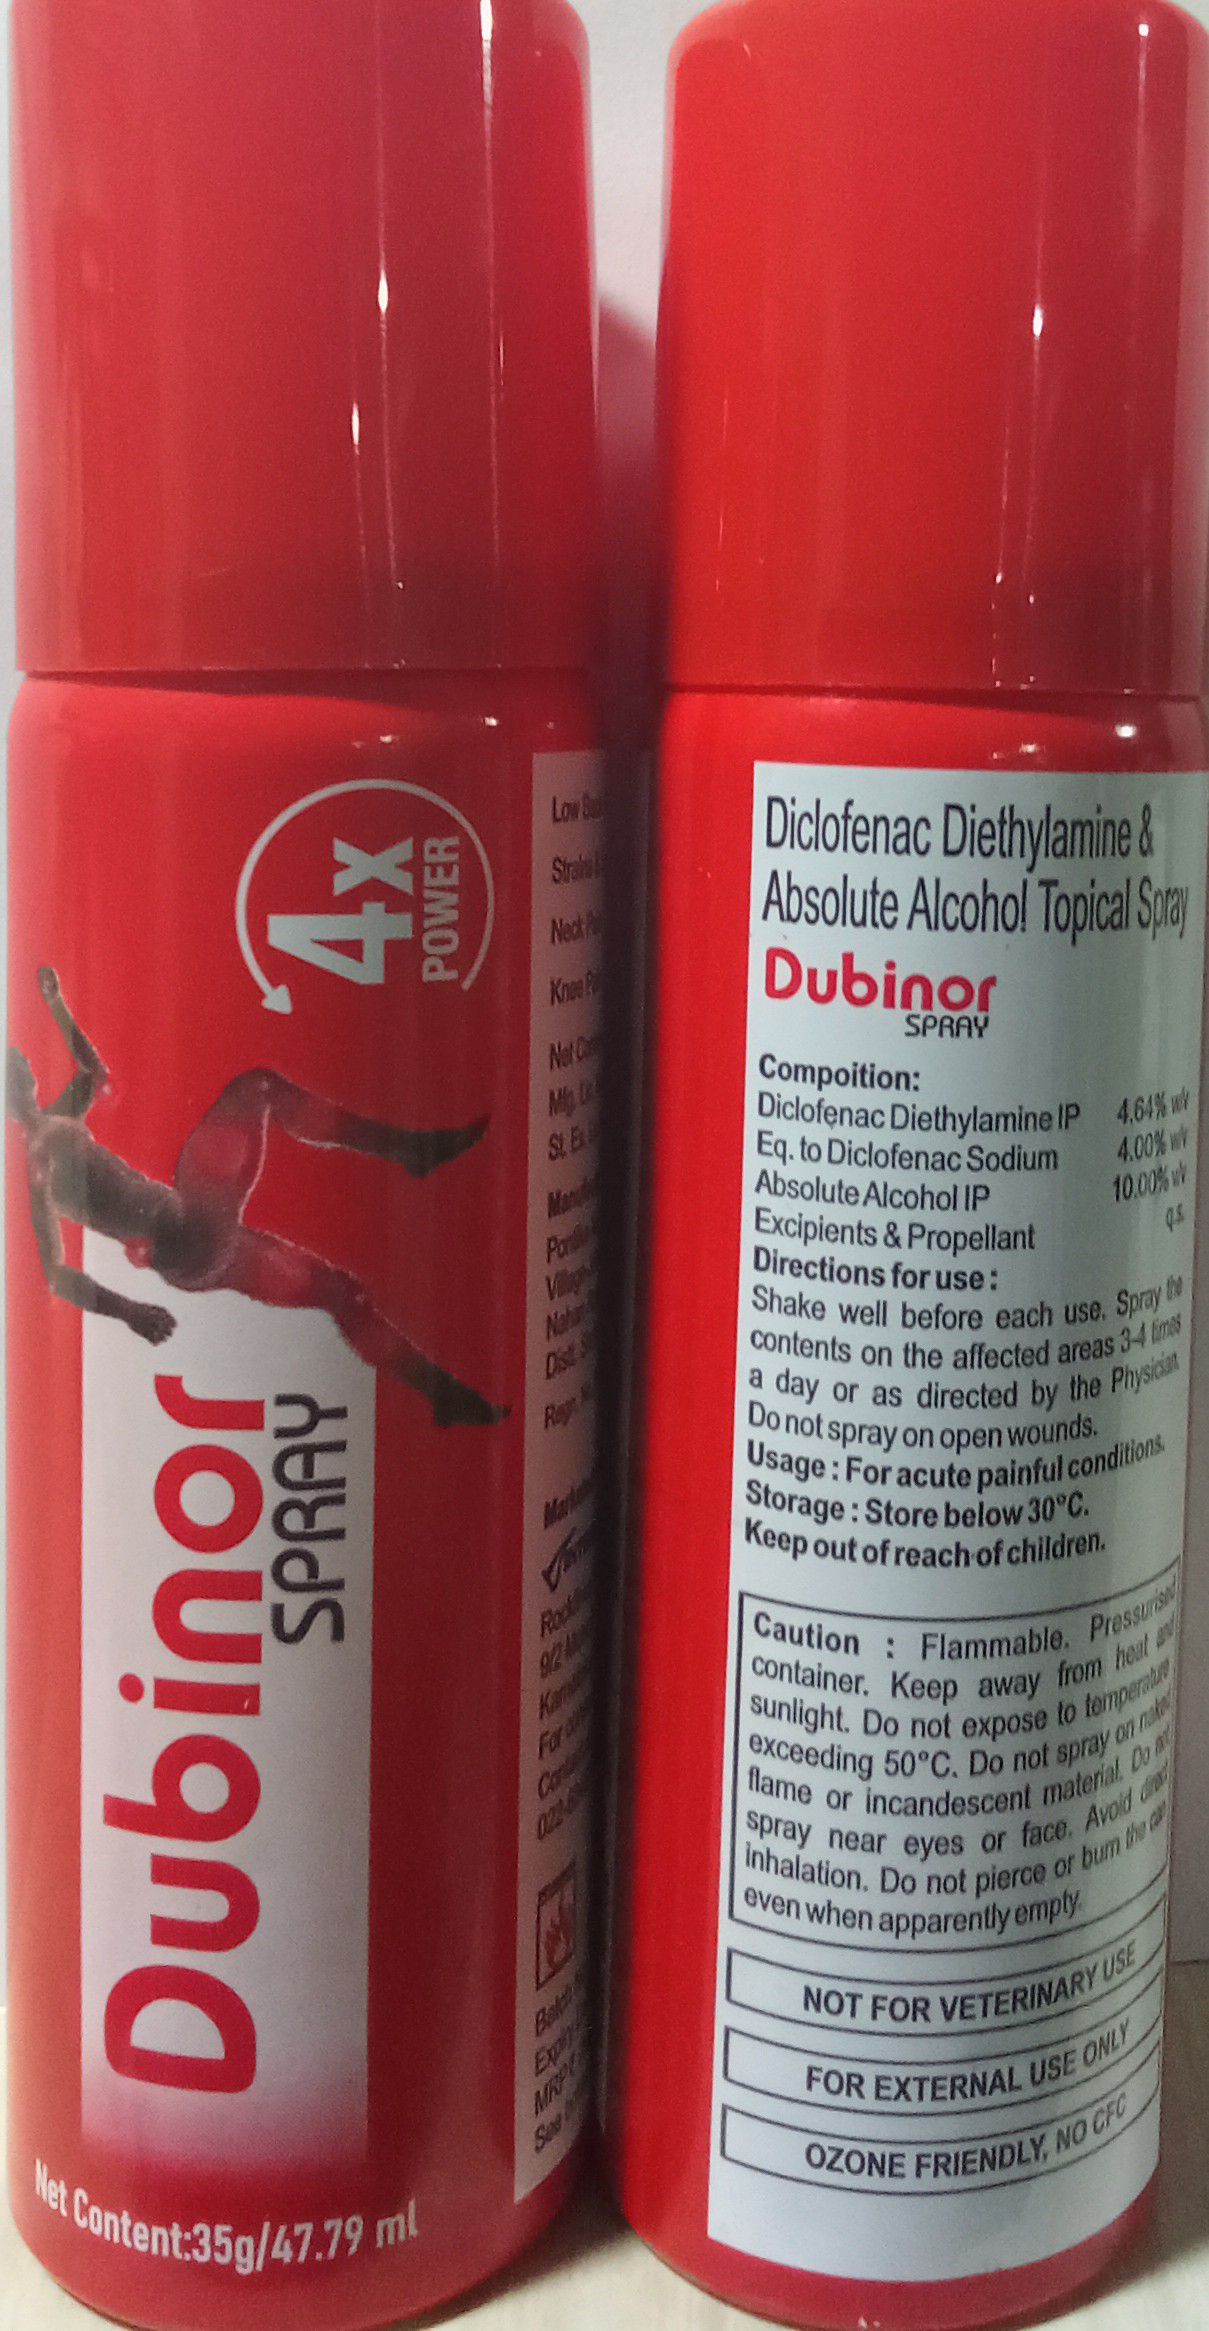 4x
POWER
Dubinor
SPRAY
Net Content:35g/47.79 ml
Low
Neck
Knee
Diclofenac Diethylamine &
Absolute Alcohol Topical Spray
Dubinor
SPRAY
Compoition:
Diclofenac Diethylamine IP 4.64% w/v
Eq. to Diclofenac Sodium 4.00% w/v
Absolute Alcohol IP 10.00% v/v
Excipients & Propellant q.s.
Directions for use :
Shake well before each use. Spray the
contents on the affected areas 3-4 times
a day or as directed by the Physician.
Do not spray on open wounds.
Usage : For acute painful conditions.
Storage : Store below 30°C.
Keep out of reach of children.
Caution : Flammable. Pressurised
container. Keep away from heat and
sunlight. Do not expose to temperature
exceeding 50°C. Do not spray on naked
flame or incandescent material. Do not
spray near eyes or face. Avoid direct
inhalation. Do not pierce or burn the can
even when apparently empty.
NOT FOR VETERINARY USE
FOR EXTERNAL USE ONLY
OZONE FRIENDLY, NO CFC